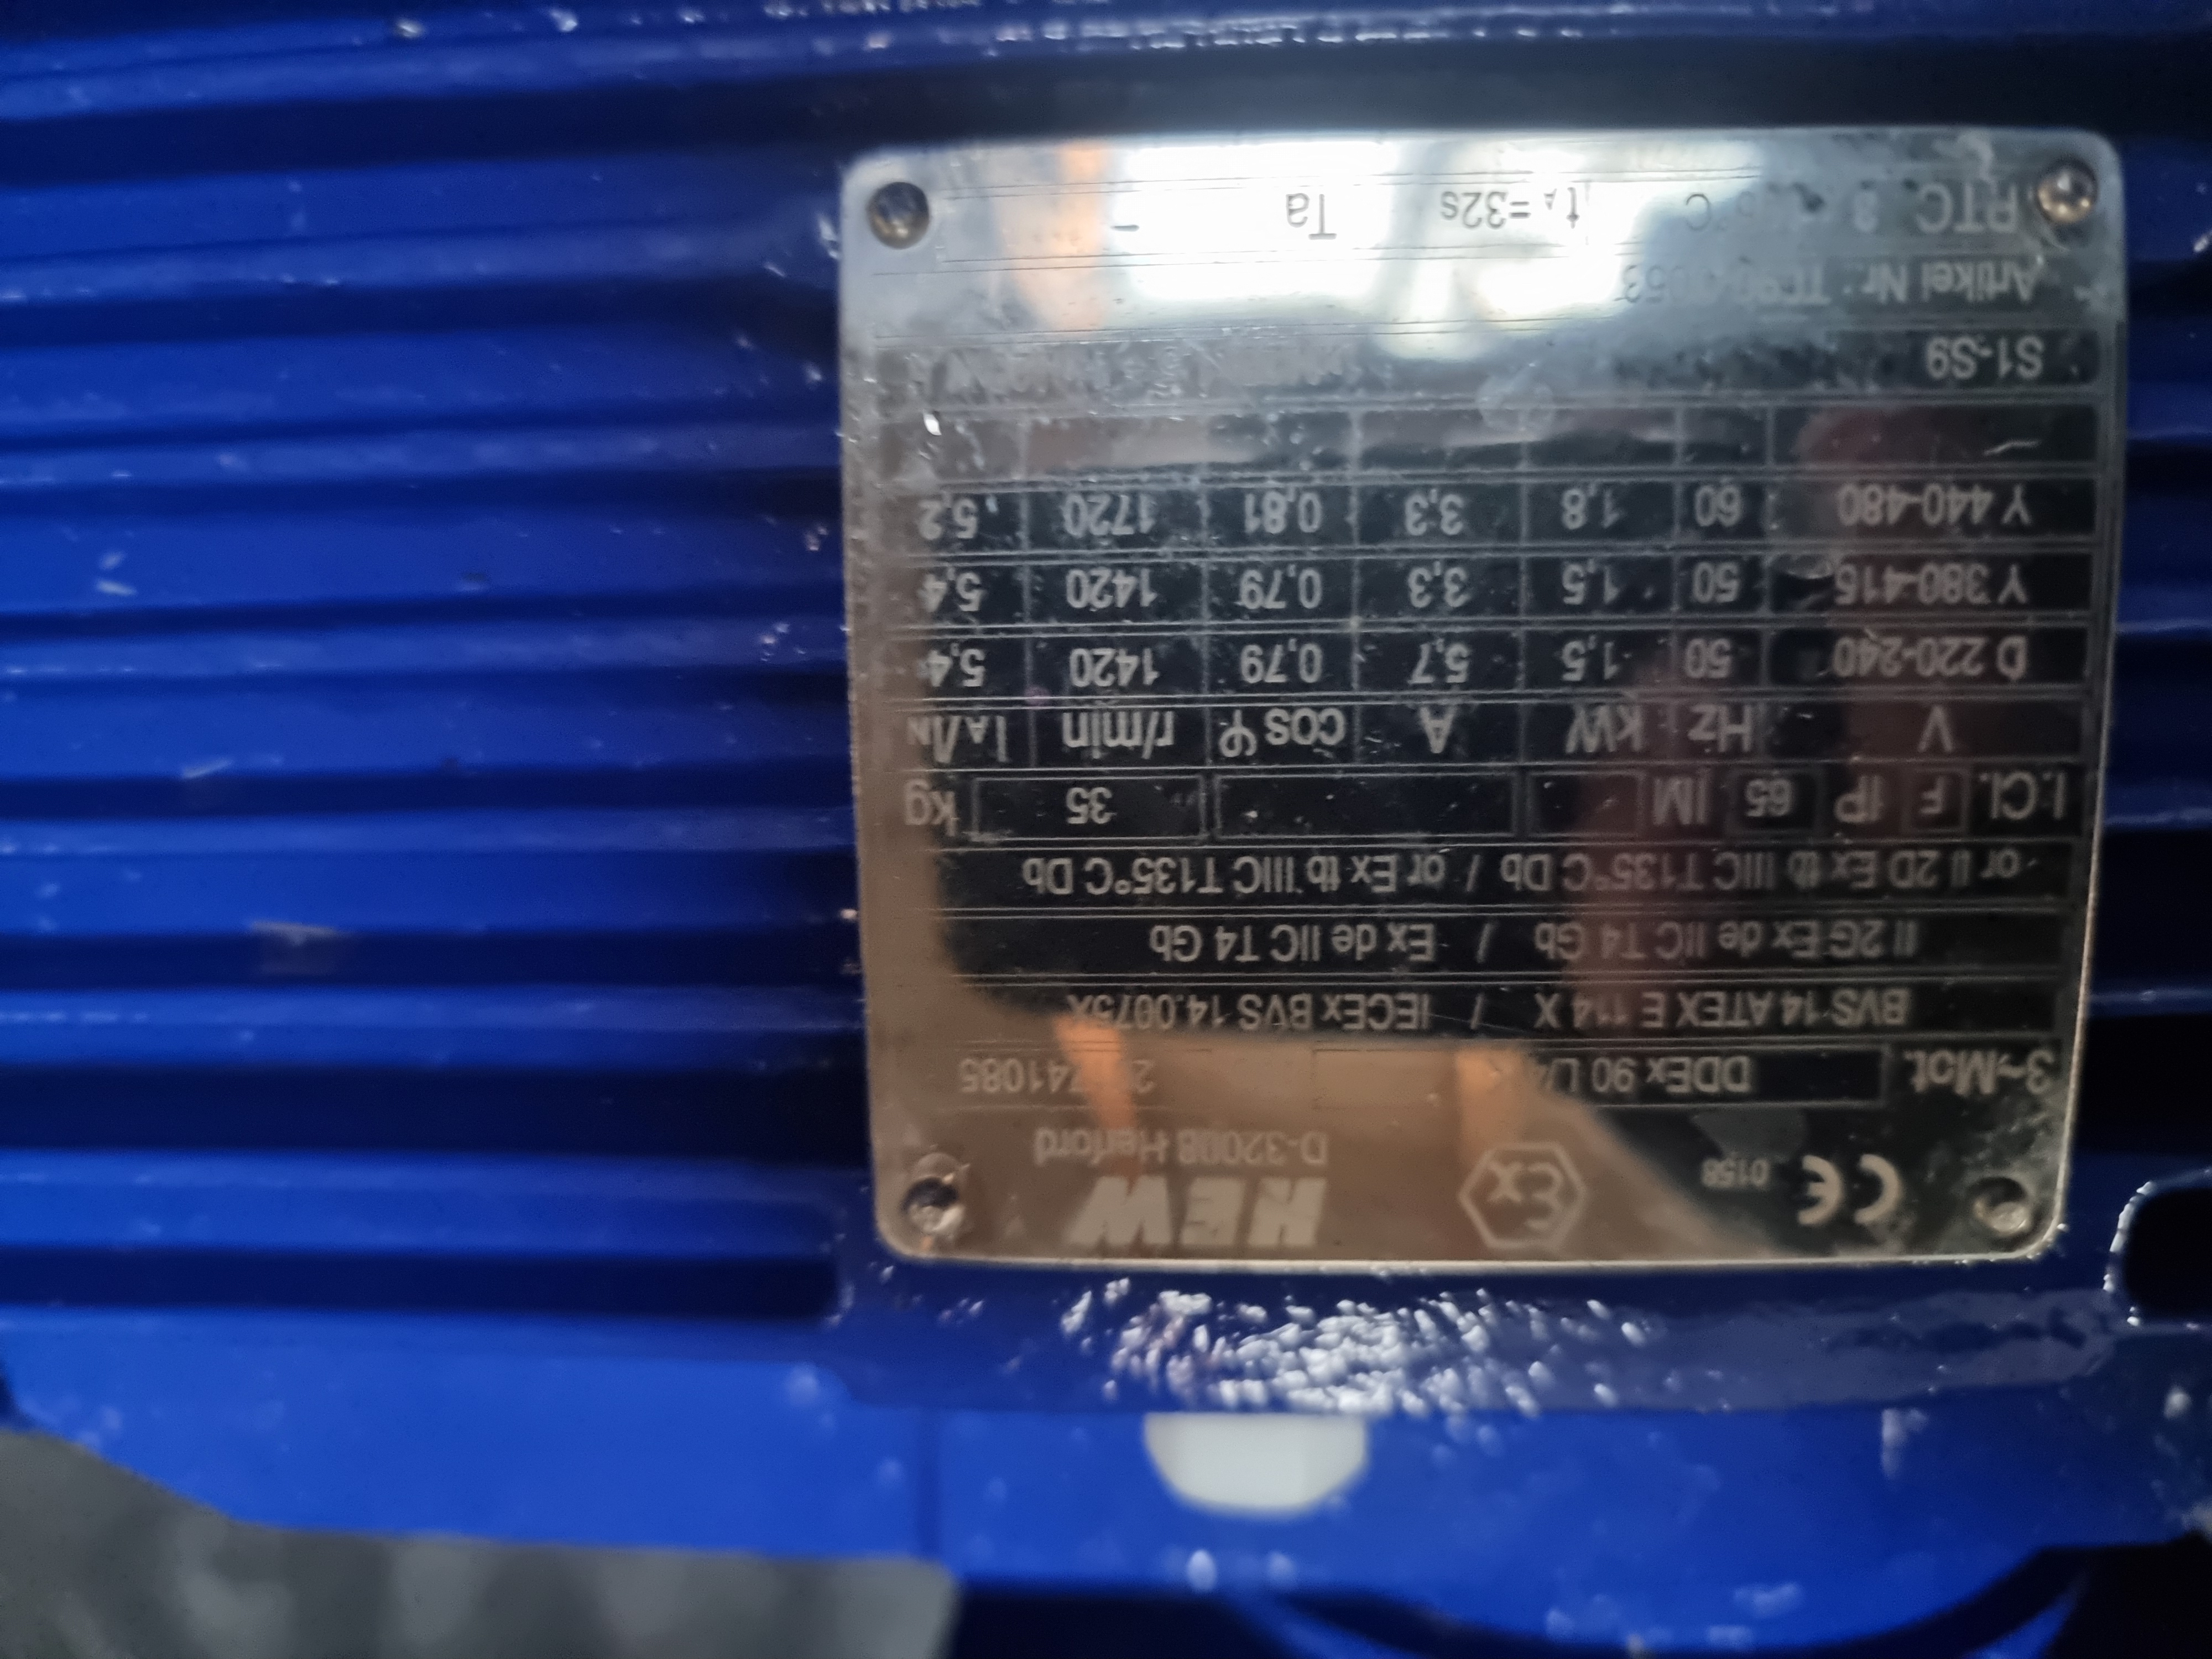 CE 0158 Ex HEW
D-32008 Herford
3~Mot. DDEx 90 L/4
BVS 14 ATEX E 114 X / IECEx BVS 14.0075X
II 2G Ex de IIC T4 Gb / Ex de IIC T4 Gb
or II 2D Ex tb IIIC T135°C Db / or Ex tb IIIC T135°C Db
I.Cl. F IP 65 IM 35 kg
V Hz kW A cos φ r/min IA/IN
D 220-240 50 1,5 5,7 0,79 1420 5,4
Y 380-415 50 1,5 3,3 0,79 1420 5,4
Y 440-480 60 1,8 3,3 0,81 1720 5,2
S1-S9
Artikel Nr.:
PTC °C tA=32s Ta -